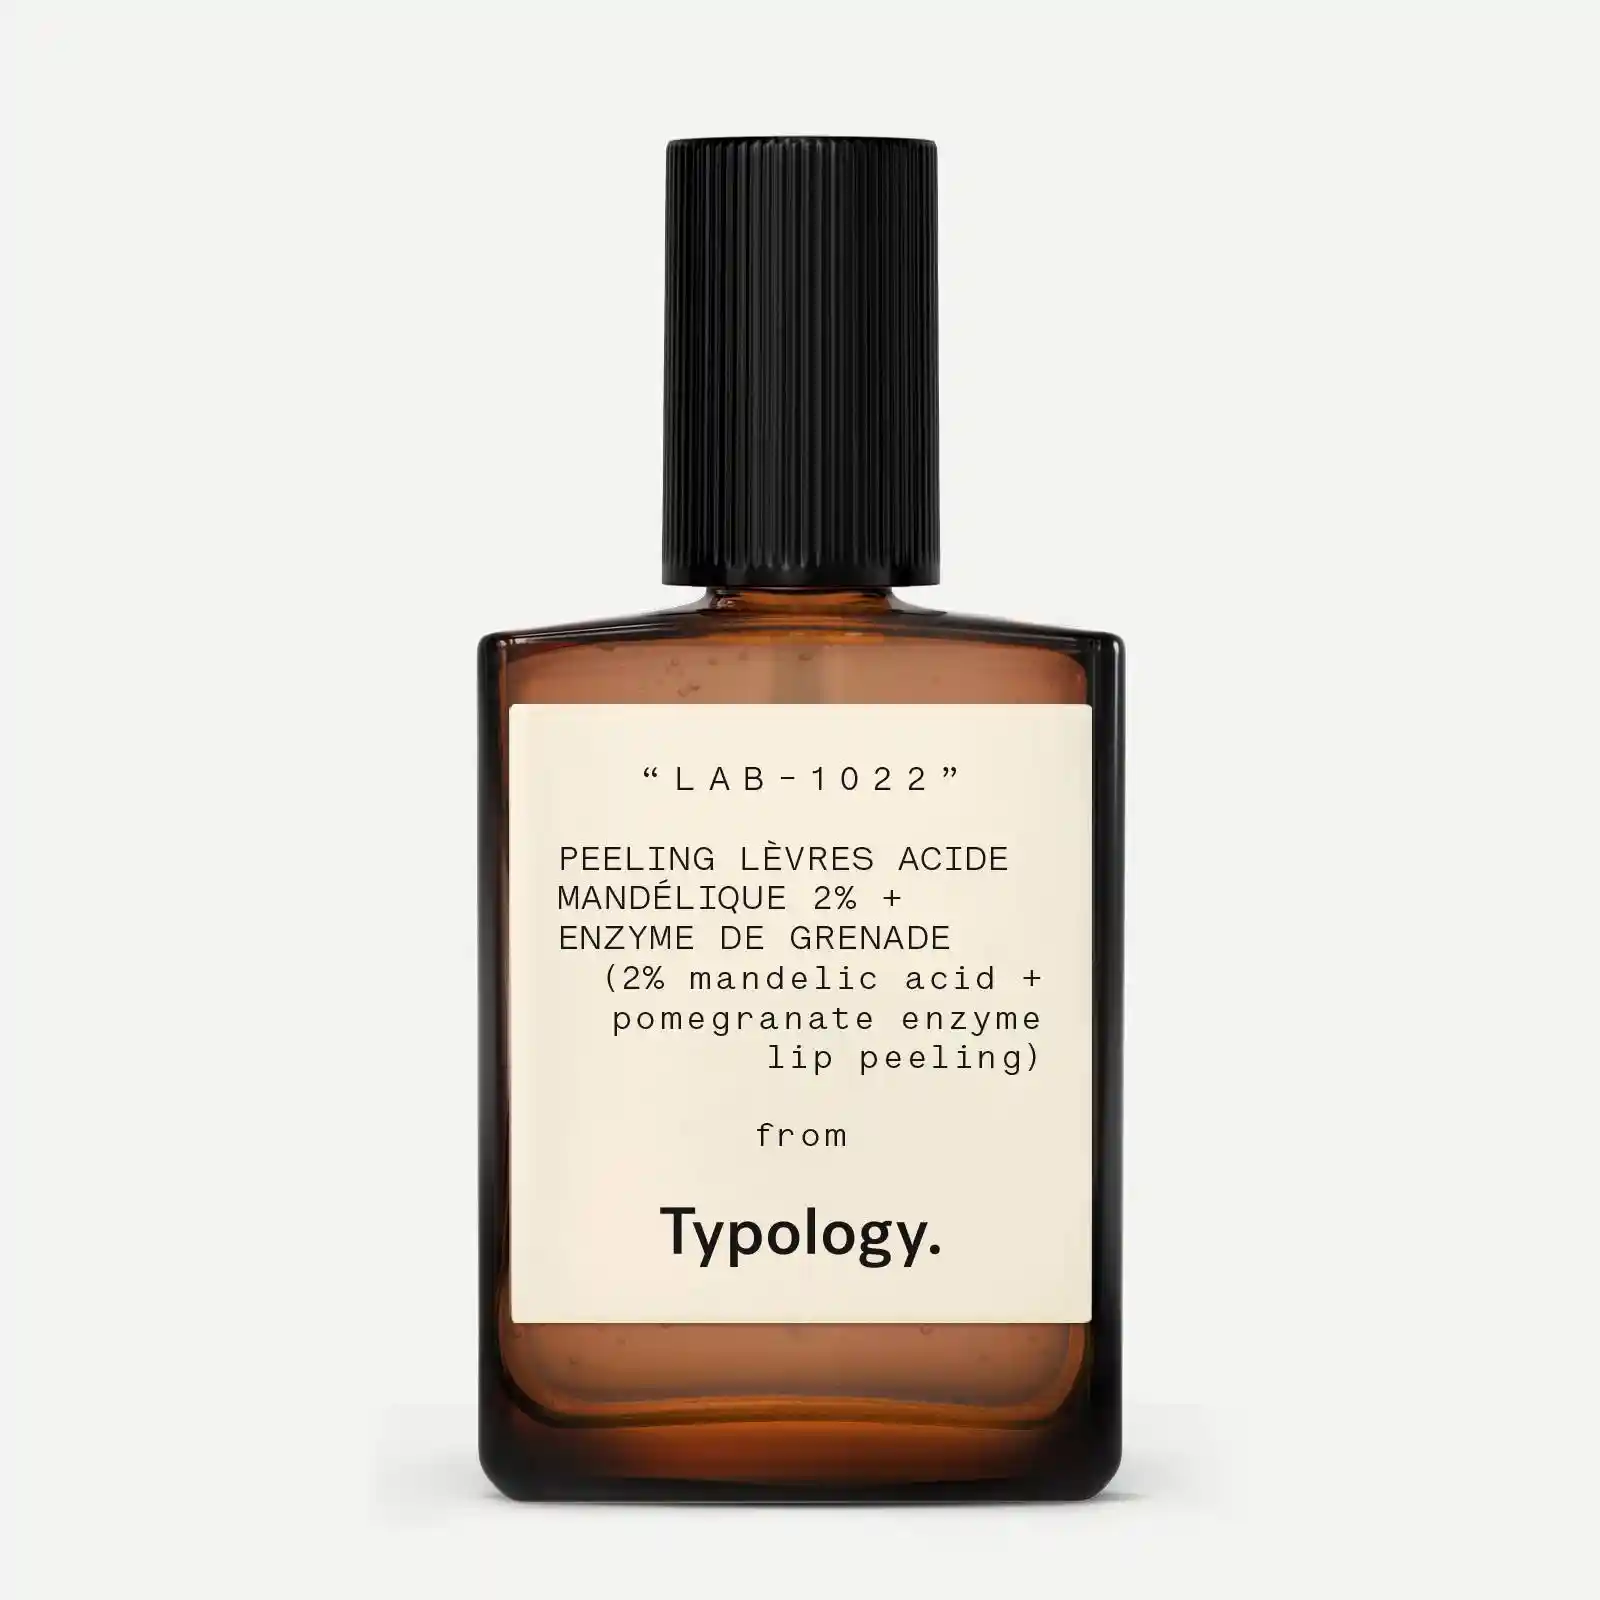 “LAB-1022”
PEELING LÈVRES ACIDE
MANDÉLIQUE 2% +
ENZYME DE GRENADE
(2% mandelic acid +
pomegranate enzyme
lip peeling)
from
Typology.